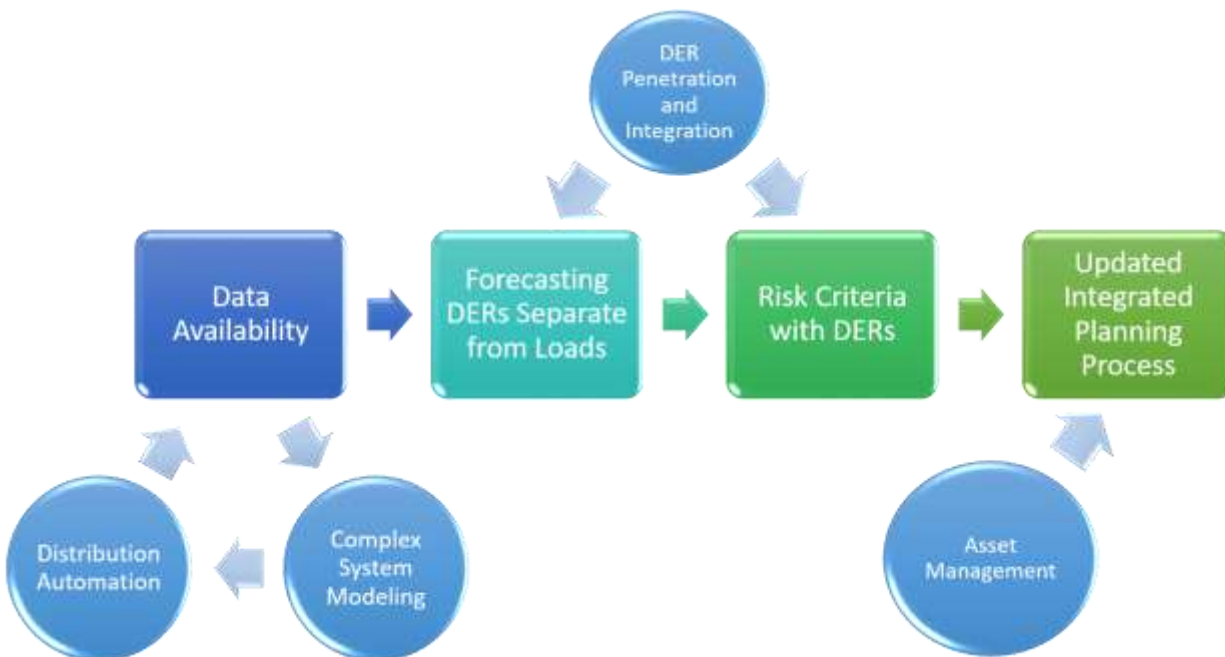 DER
Penetration
and
Integration
Data
Availability
Forecasting
DERs Separate
from Loads
Risk Criteria
with DERs
Updated
Integrated
Planning
Process
Distribution
Automation
Complex
System
Modeling
Asset
Management